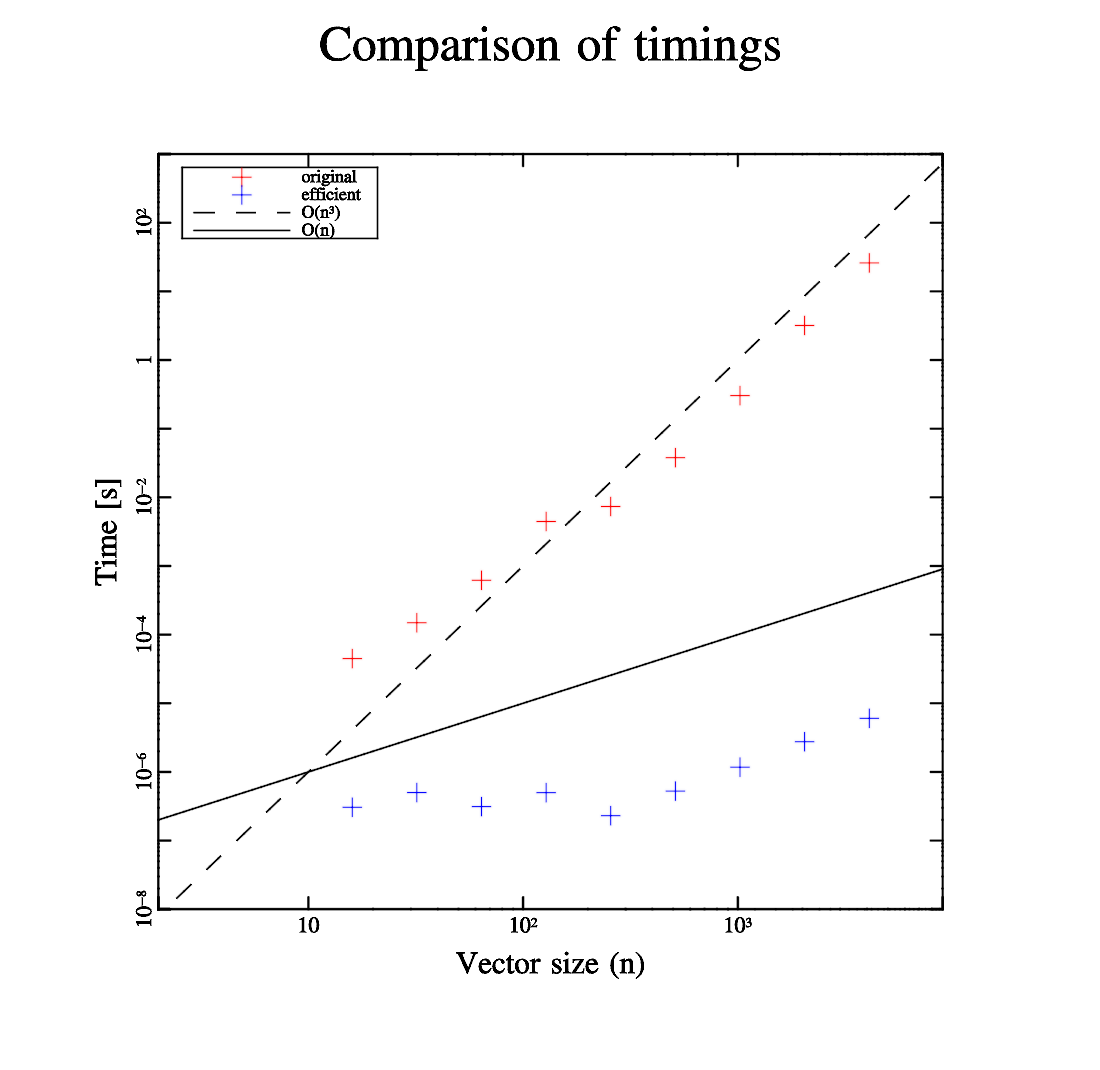 Comparison of timings
original
efficient
O(n³)
O(n)
10²
1
10⁻²
10⁻⁴
10⁻⁶
10⁻⁸
Time [s]
10
10²
10³
Vector size (n)